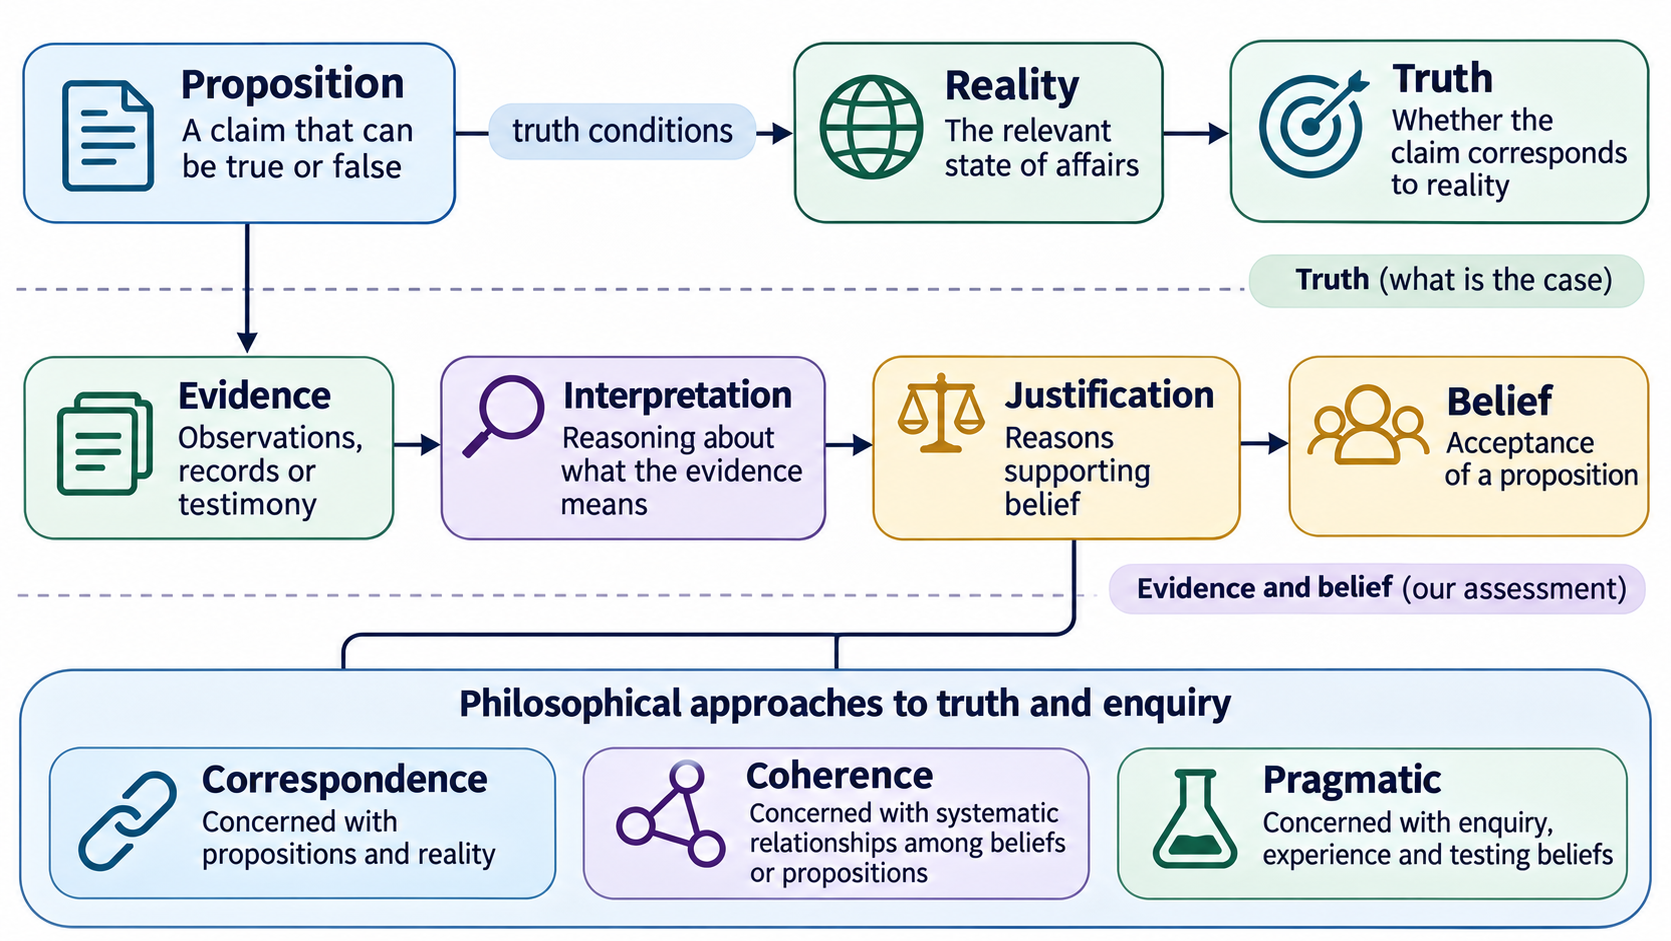 Proposition
A claim that can
be true or false
truth conditions
Reality
The relevant
state of affairs
Truth
Whether the
claim corresponds
to reality
Truth (what is the case)
Evidence
Observations,
records or
testimony
Interpretation
Reasoning about
what the evidence
means
Justification
Reasons
supporting
belief
Belief
Acceptance
of a proposition
Evidence and belief (our assessment)
Philosophical approaches to truth and enquiry
Correspondence
Concerned with
propositions and reality
Coherence
Concerned with systematic
relationships among beliefs
or propositions
Pragmatic
Concerned with enquiry,
experience and testing beliefs